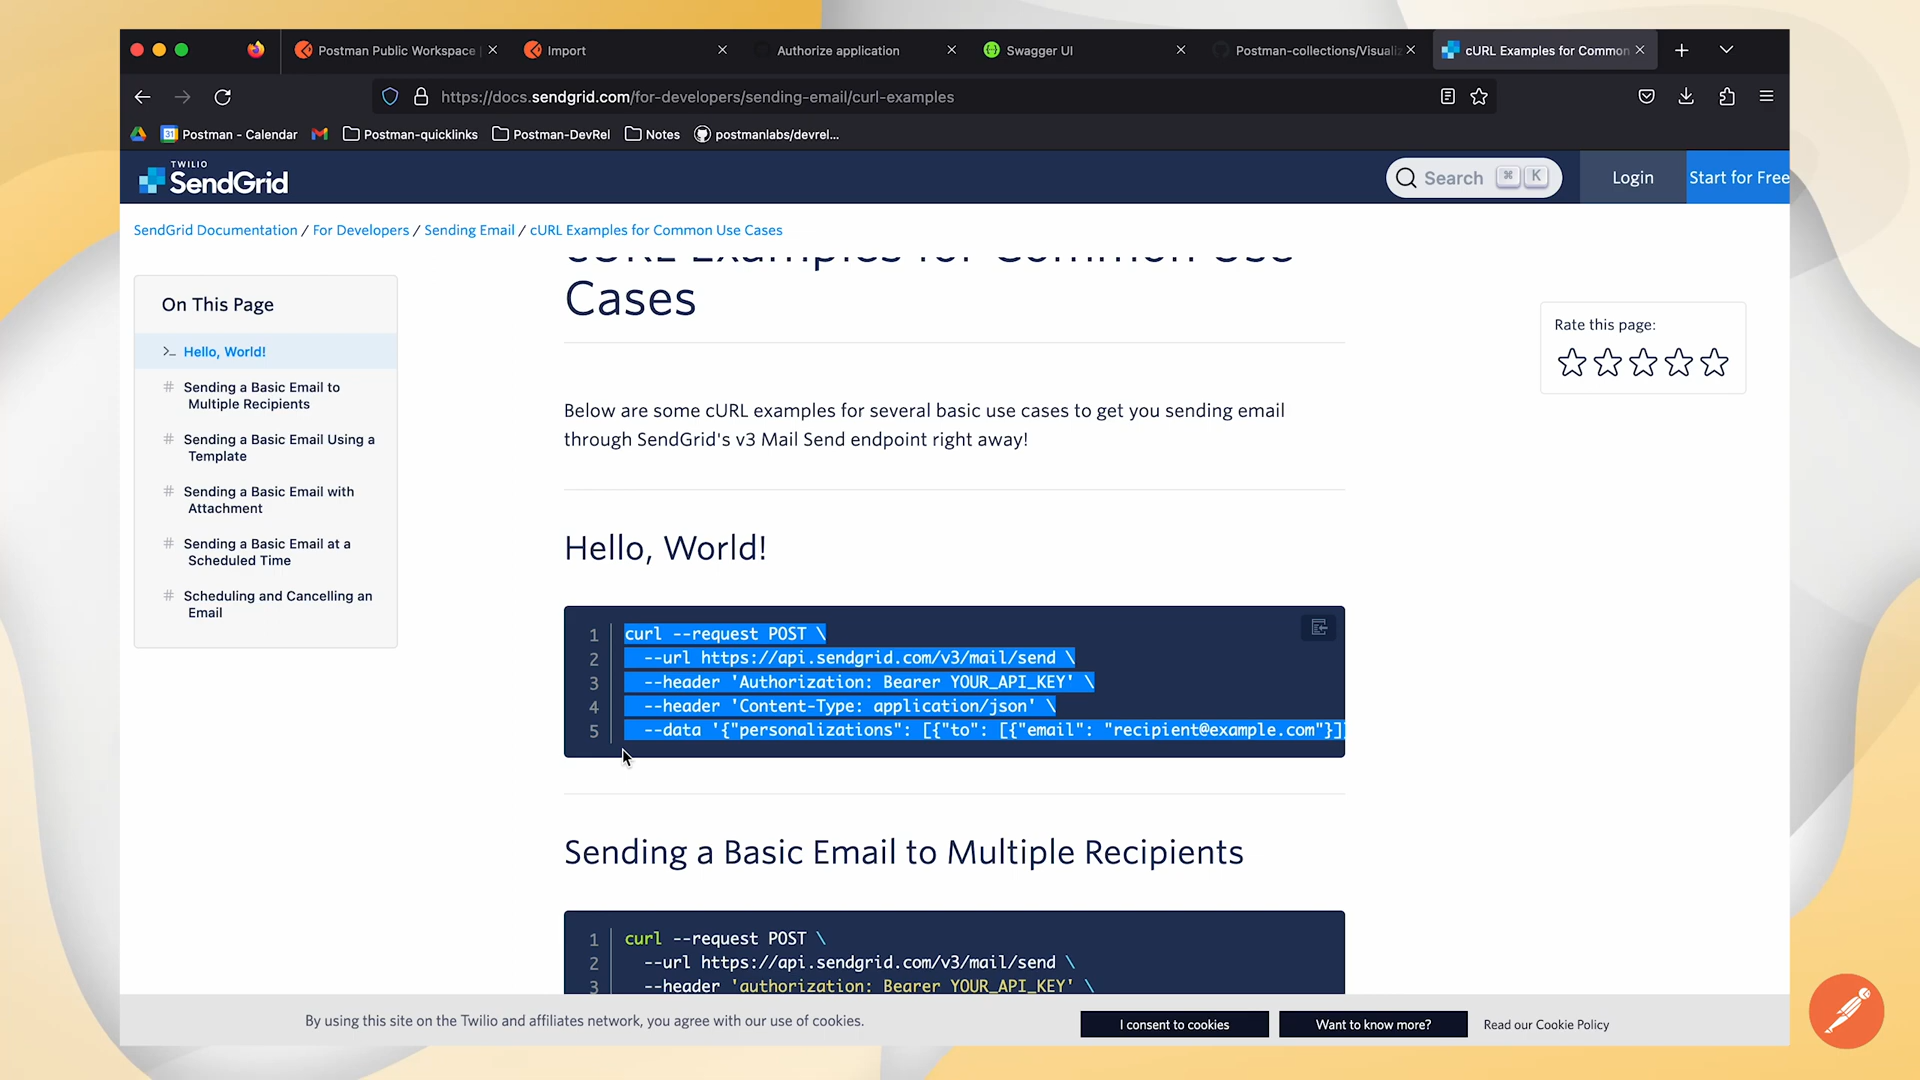 Postman Public Workspace
Import
Authorize application
Swagger UI
Postman-collections/Visualiz
cURL Examples for Common
https://docs.sendgrid.com/for-developers/sending-email/curl-examples
31
Postman - Calendar
Postman-quicklinks
Postman-DevRel
Notes
postmanlabs/devrel...
TWILIO
SendGrid
Search ⌘ K
Login
Start for Free
SendGrid Documentation / For Developers / Sending Email / cURL Examples for Common Use Cases
cURL Examples for Common Use
Cases
On This Page
>_ Hello, World!
# Sending a Basic Email to
Multiple Recipients
# Sending a Basic Email Using a
Template
# Sending a Basic Email with
Attachment
# Sending a Basic Email at a
Scheduled Time
# Scheduling and Cancelling an
Email
Rate this page:
Below are some cURL examples for several basic use cases to get you sending email
through SendGrid's v3 Mail Send endpoint right away!
Hello, World!
1 curl --request POST \
2 --url https://api.sendgrid.com/v3/mail/send \
3 --header 'Authorization: Bearer YOUR_API_KEY' \
4 --header 'Content-Type: application/json' \
5 --data '{"personalizations": [{"to": [{"email": "recipient@example.com"}]
Sending a Basic Email to Multiple Recipients
1 curl --request POST \
2 --url https://api.sendgrid.com/v3/mail/send \
3 --header 'authorization: Bearer YOUR_API_KEY' \
By using this site on the Twilio and affiliates network, you agree with our use of cookies.
I consent to cookies
Want to know more?
Read our Cookie Policy